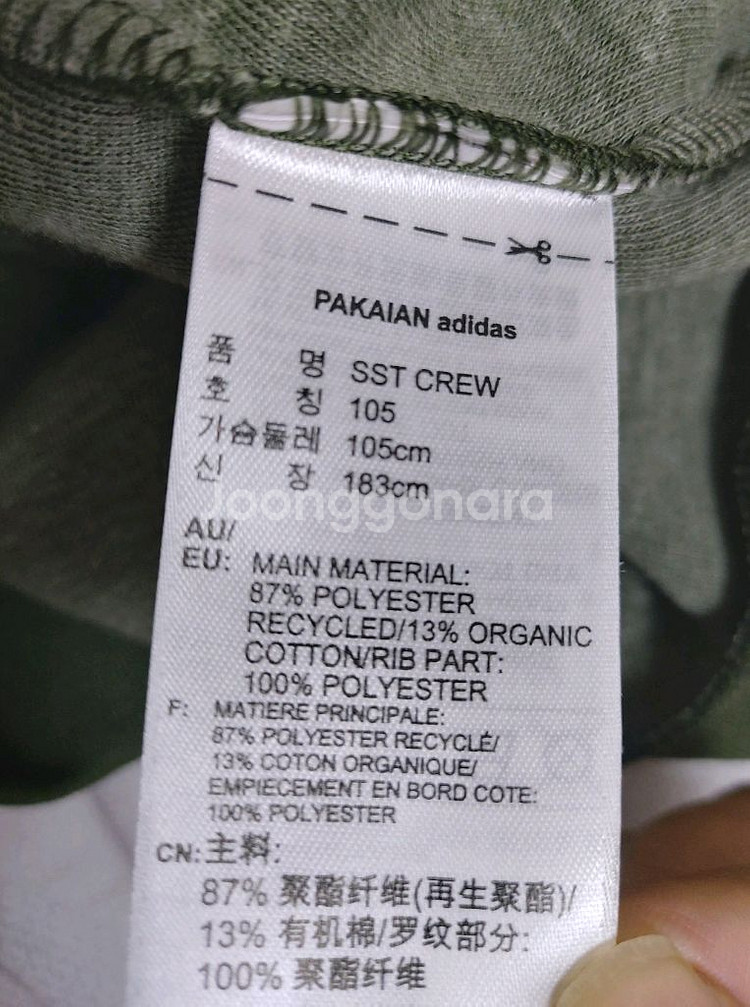 PAKAIAN adidas
품 명 SST CREW
호 칭 105
가슴둘레 105cm
신 장 183cm
Joonggonara
AU/
EU: MAIN MATERIAL:
87% POLYESTER
RECYCLED/13% ORGANIC
COTTON/RIB PART:
100% POLYESTER
F: MATIERE PRINCIPALE:
87% POLYESTER RECYCLÉ/
13% COTON ORGANIQUE/
EMPIECEMENT EN BORD COTE:
100% POLYESTER
CN: 主料:
87% 聚酯纤维(再生聚酯)/
13% 有机棉/罗纹部分:
100% 聚酯纤维